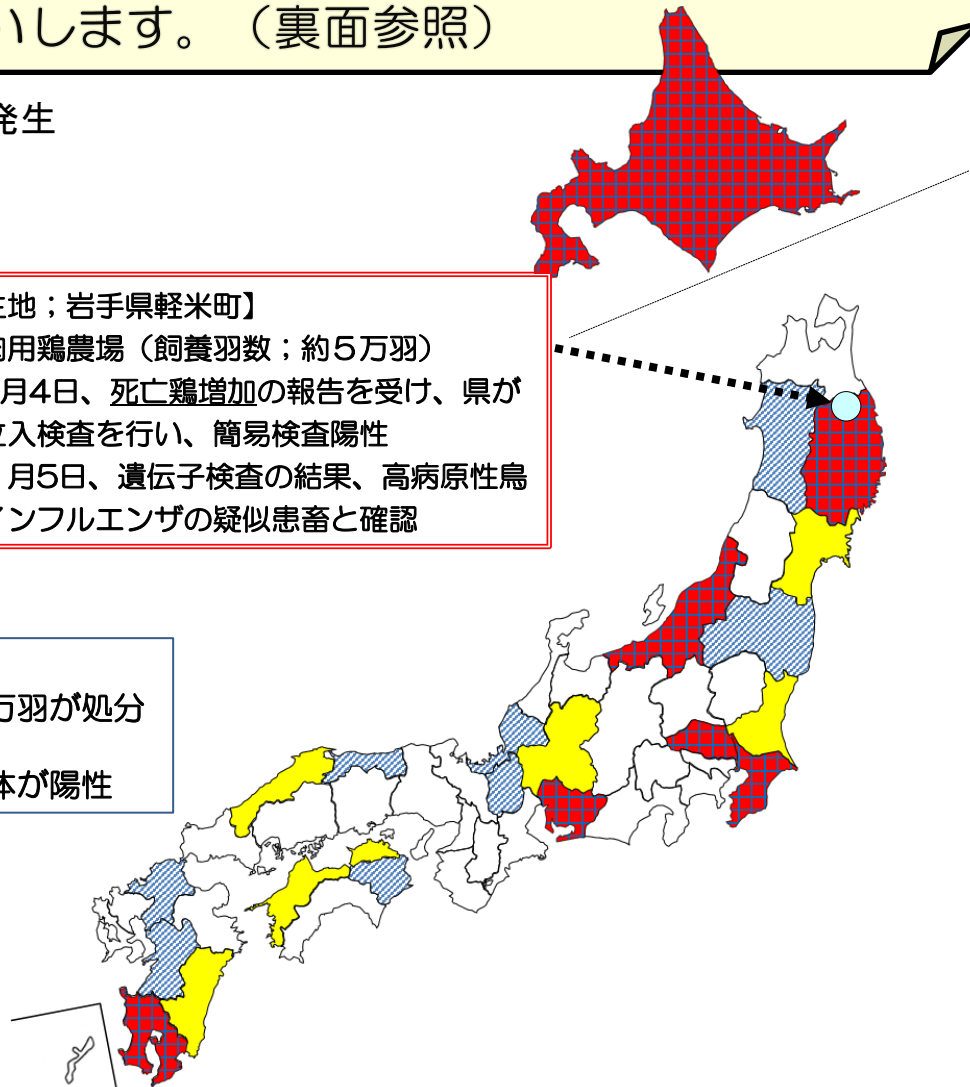 いします。（裏面参照）
発生
生地；岩手県軽米町】
肉用鶏農場（飼養羽数；約５万羽）
月4日、死亡鶏増加の報告を受け、県が
立入検査を行い、簡易検査陽性
月5日、遺伝子検査の結果、高病原性鳥
インフルエンザの疑似患畜と確認
万羽が処分
体が陽性